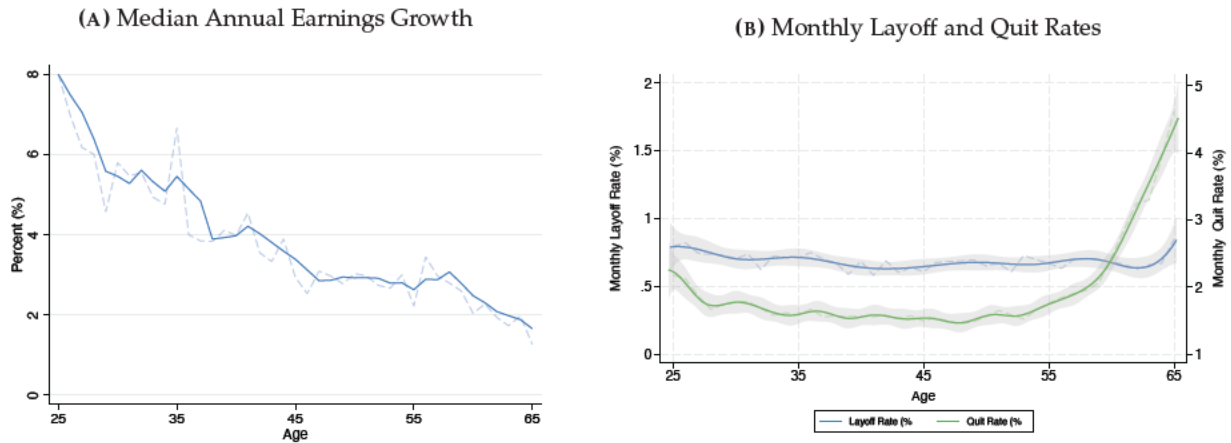 (A) Median Annual Earnings Growth
Percent (%)
8
6
4
2
0
25 35 45 55 65
Age
(B) Monthly Layoff and Quit Rates
Monthly Layoff Rate (%)
2
1.5
1
.5
0
Monthly Quit Rate (%)
5
4
3
2
1
25 35 45 55 65
Age
Layoff Rate (% Quit Rate (%